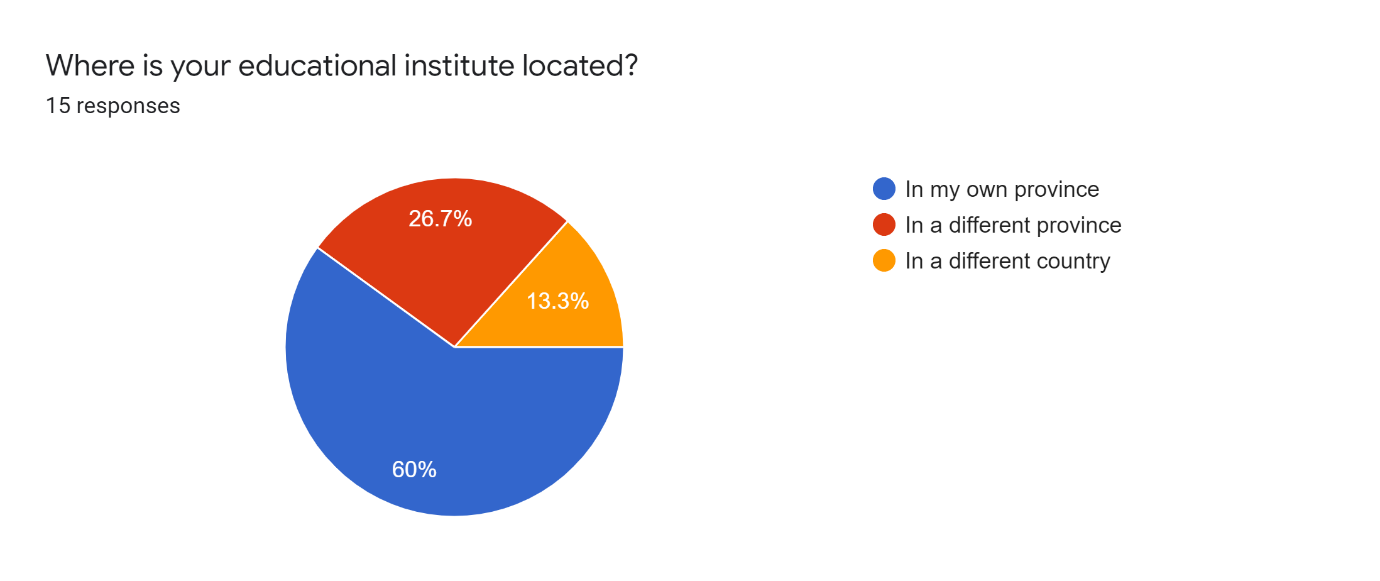 Where is your educational institute located?
15 responses
26.7%
13.3%
60%
In my own province
In a different province
In a different country